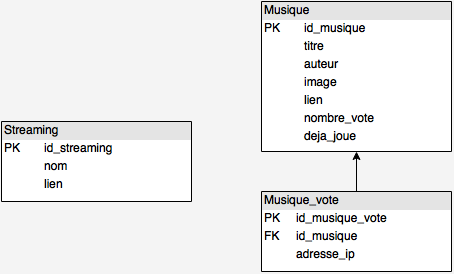 Musique
PK id_musique
titre
auteur
image
lien
nombre_vote
deja_joue
Streaming
PK id_streaming
nom
lien
Musique_vote
PK id_musique_vote
FK id_musique
adresse_ip